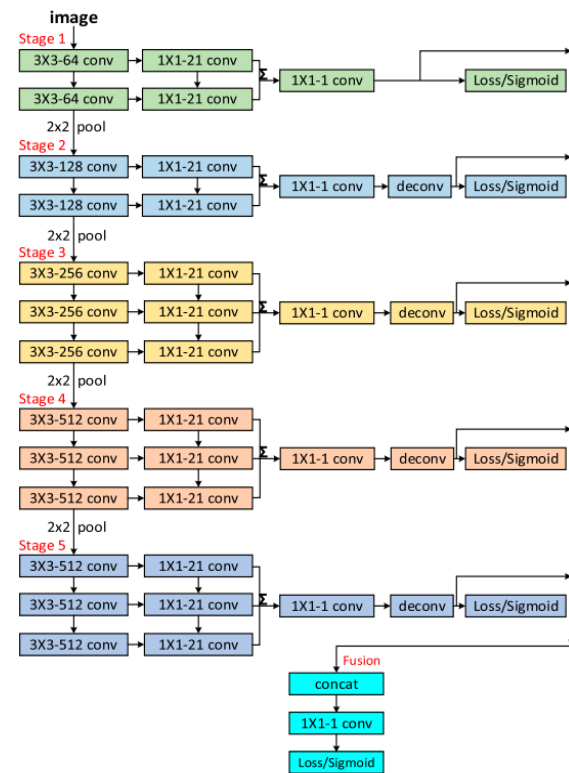 image
Stage 1
3X3-64 conv 1X1-21 conv
Σ 1X1-1 conv Loss/Sigmoid
3X3-64 conv 1X1-21 conv
2x2 pool
Stage 2
3X3-128 conv 1X1-21 conv
Σ 1X1-1 conv deconv Loss/Sigmoid
3X3-128 conv 1X1-21 conv
2x2 pool
Stage 3
3X3-256 conv 1X1-21 conv
3X3-256 conv 1X1-21 conv Σ 1X1-1 conv deconv Loss/Sigmoid
3X3-256 conv 1X1-21 conv
2x2 pool
Stage 4
3X3-512 conv 1X1-21 conv
3X3-512 conv 1X1-21 conv Σ 1X1-1 conv deconv Loss/Sigmoid
3X3-512 conv 1X1-21 conv
2x2 pool
Stage 5
3X3-512 conv 1X1-21 conv
3X3-512 conv 1X1-21 conv Σ 1X1-1 conv deconv Loss/Sigmoid
3X3-512 conv 1X1-21 conv
Fusion
concat
1X1-1 conv
Loss/Sigmoid